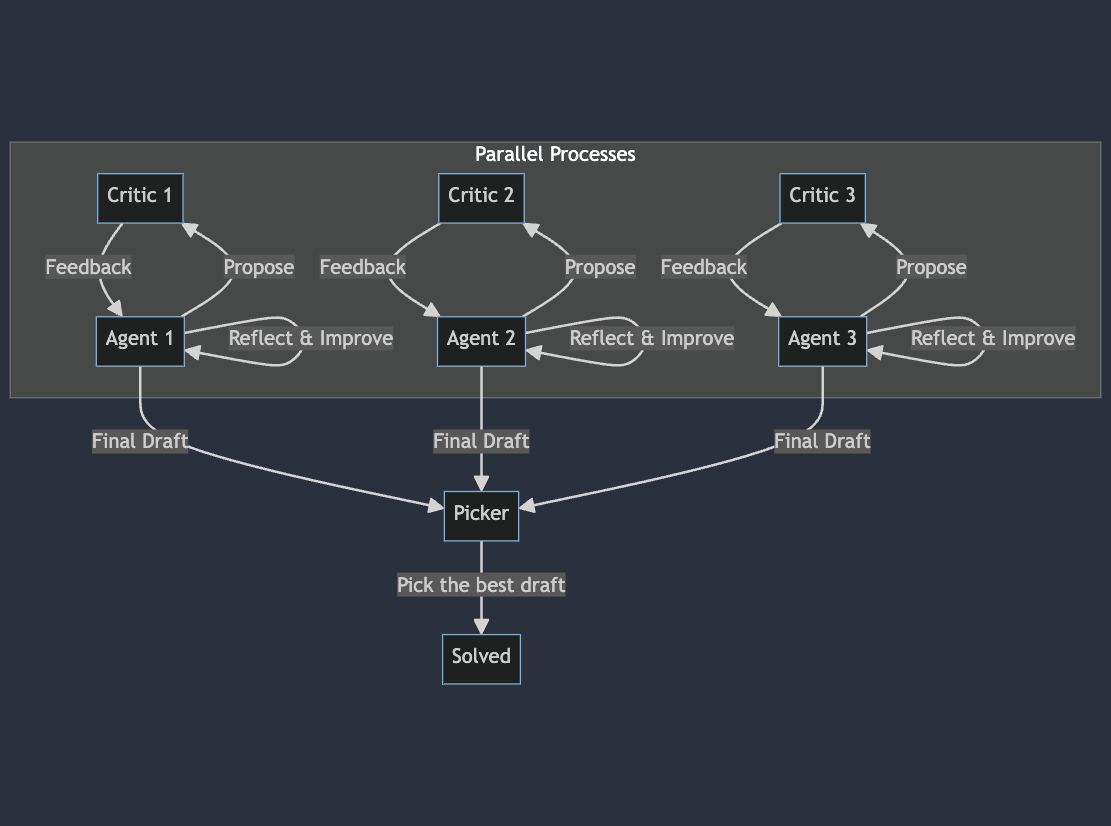 Parallel Processes
Critic 1
Critic 2
Critic 3
Feedback
Propose
Feedback
Propose
Feedback
Propose
Agent 1
Reflect & Improve
Agent 2
Reflect & Improve
Agent 3
Reflect & Improve
Final Draft
Final Draft
Final Draft
Picker
Pick the best draft
Solved